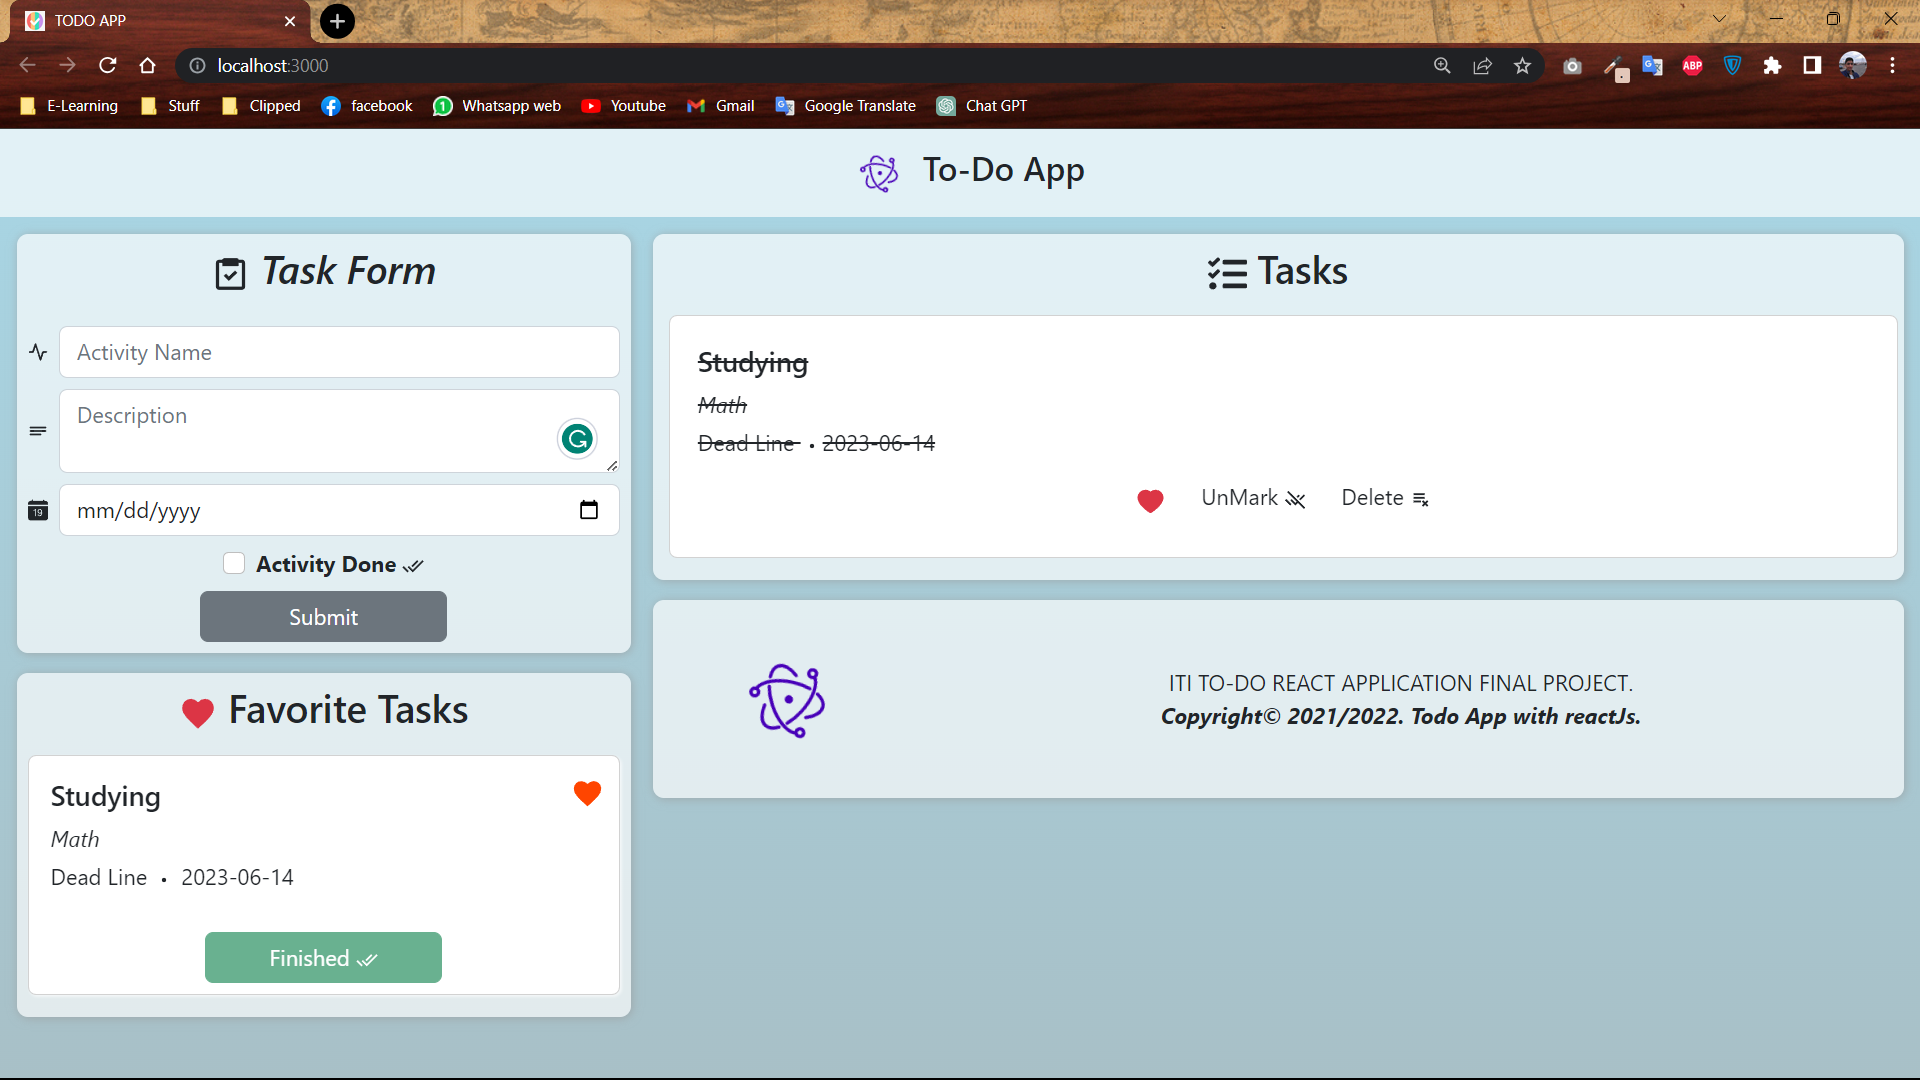 TODO APP
localhost:3000
ABP
E-Learning
Stuff
Clipped
facebook
1
Whatsapp web
Youtube
Gmail
Google Translate
Chat GPT
To-Do App
Task Form
Activity Name
Description
19
mm/dd/yyyy
Activity Done
Submit
Favorite Tasks
Studying
Math
Dead Line • 2023-06-14
Finished
Tasks
Studying
Math
Dead Line • 2023-06-14
UnMark
Delete
ITI TO-DO REACT APPLICATION FINAL PROJECT.
Copyright© 2021/2022. Todo App with reactJs.